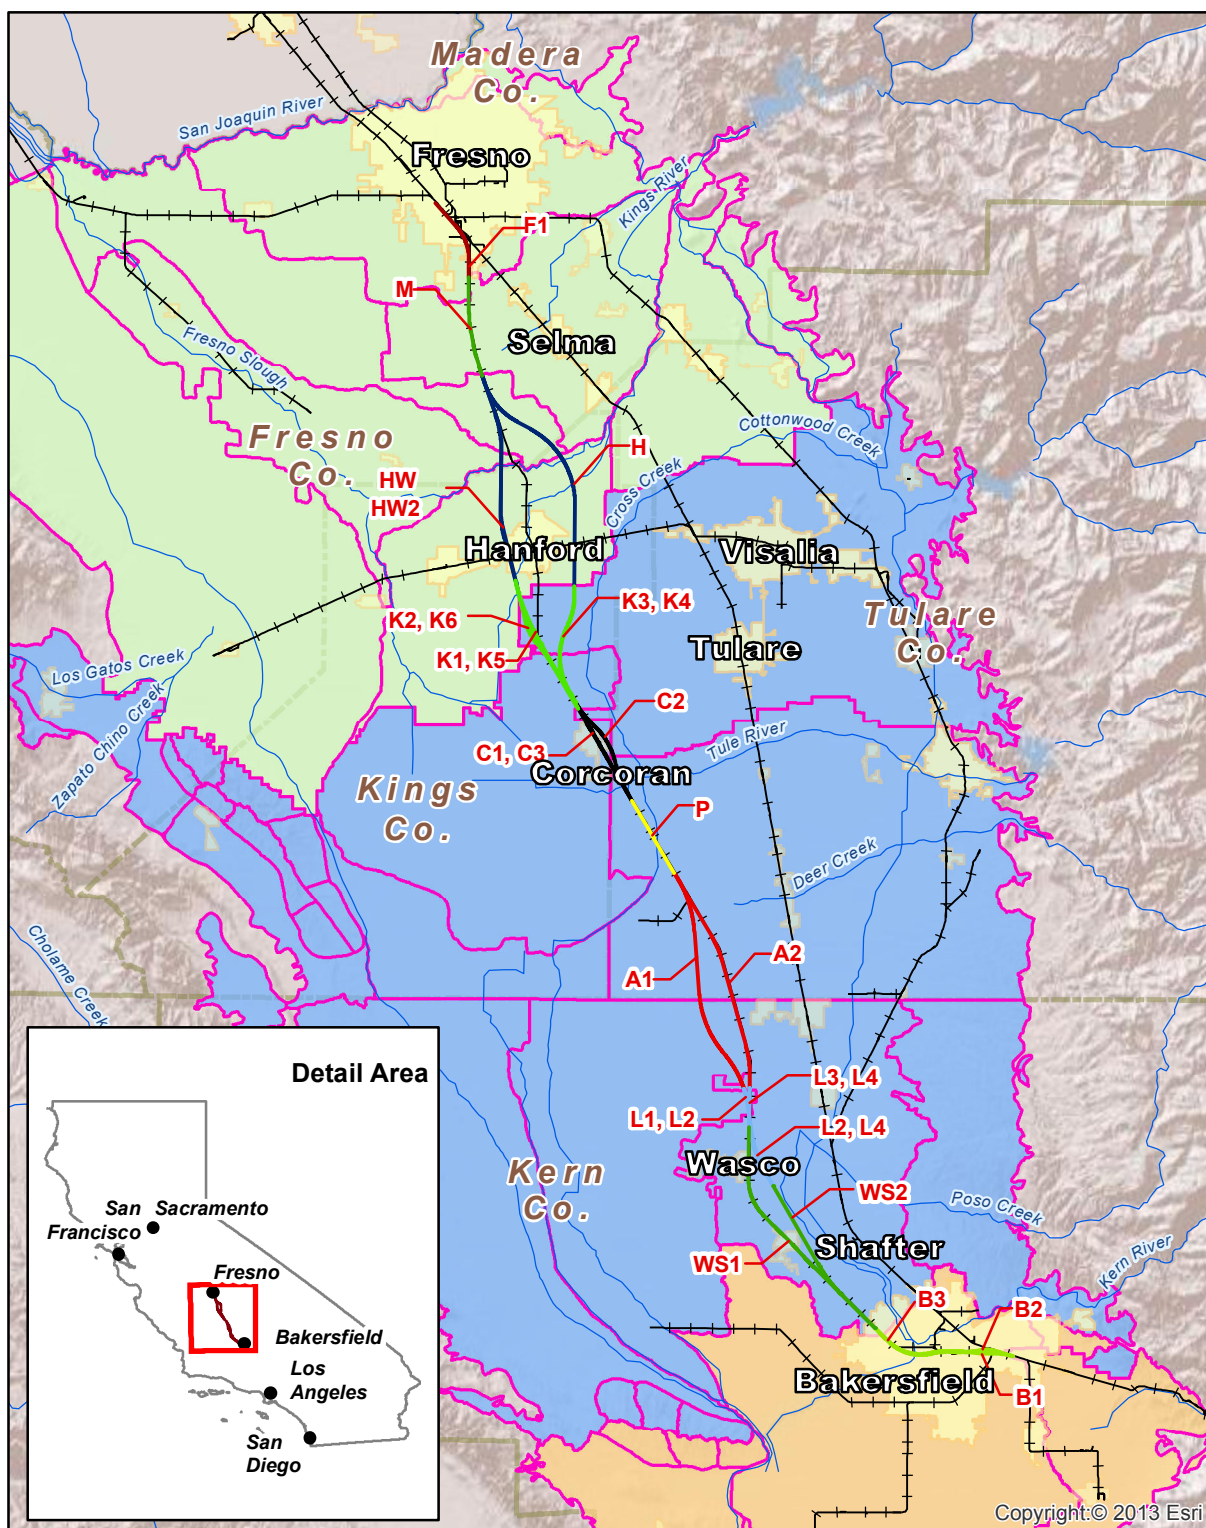 Madera
Co.
San Joaquin River
Fresno
Kings River
F1
M
Selma
Fresno Slough
Fresno
Co.
Cottonwood Creek
H
HW
HW2
Cross Creek
Hanford
Visalia
K3, K4
K2, K6
Tulare
Co.
K1, K5
Tulare
Los Gatos Creek
C2
Zapato Chino Creek
C1, C3
Tule River
Corcoran
Kings
Co.
P
Deer Creek
Cholame Creek
A2
A1
Detail Area
L3, L4
L1, L2
L2, L4
Wasco
Kern
Co.
WS2
Poso Creek
San
Francisco
Sacramento
Shafter
WS1
Kern River
Fresno
B3
B2
Bakersfield
Bakersfield
B1
Los
Angeles
San
Diego
Copyright:© 2013 Esri